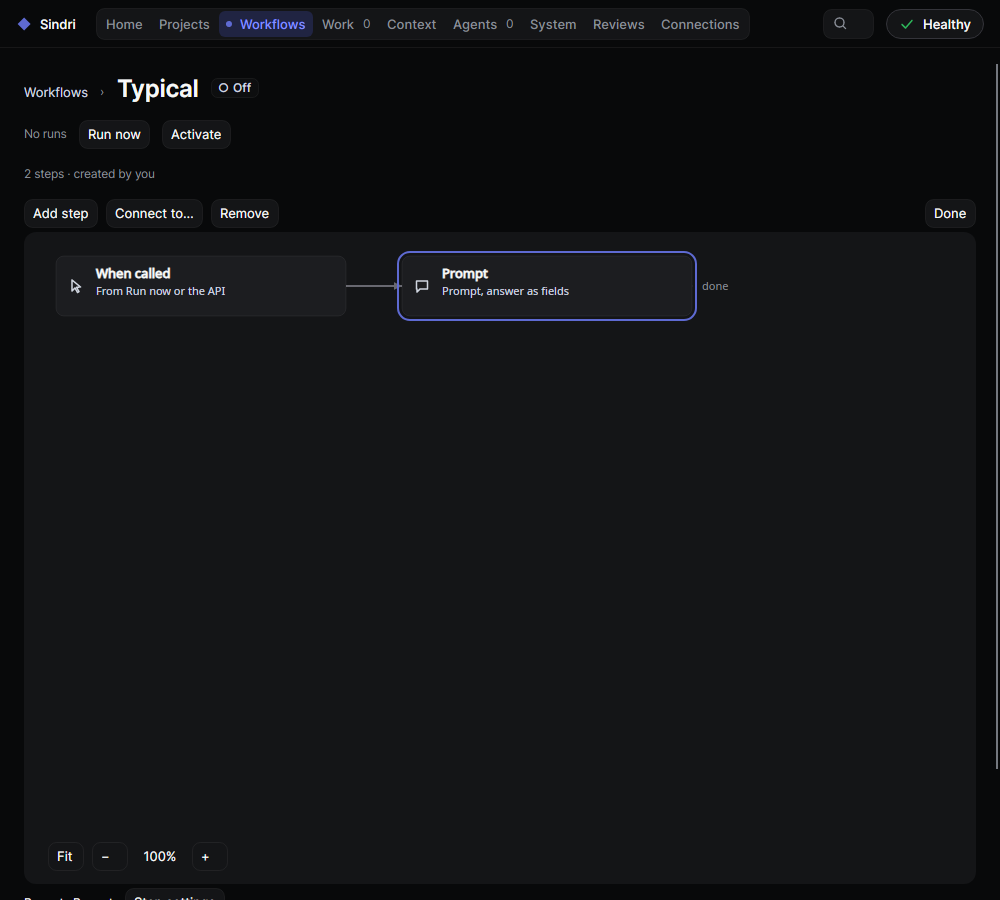 Sindri Home Projects Workflows Work 0 Context Agents 0 System Reviews Connections Healthy
Workflows › Typical Off
No runs Run now Activate
2 steps · created by you
Add step Connect to... Remove Done
When called Prompt
From Run now or the API Prompt, answer as fields done
Fit − 100% +